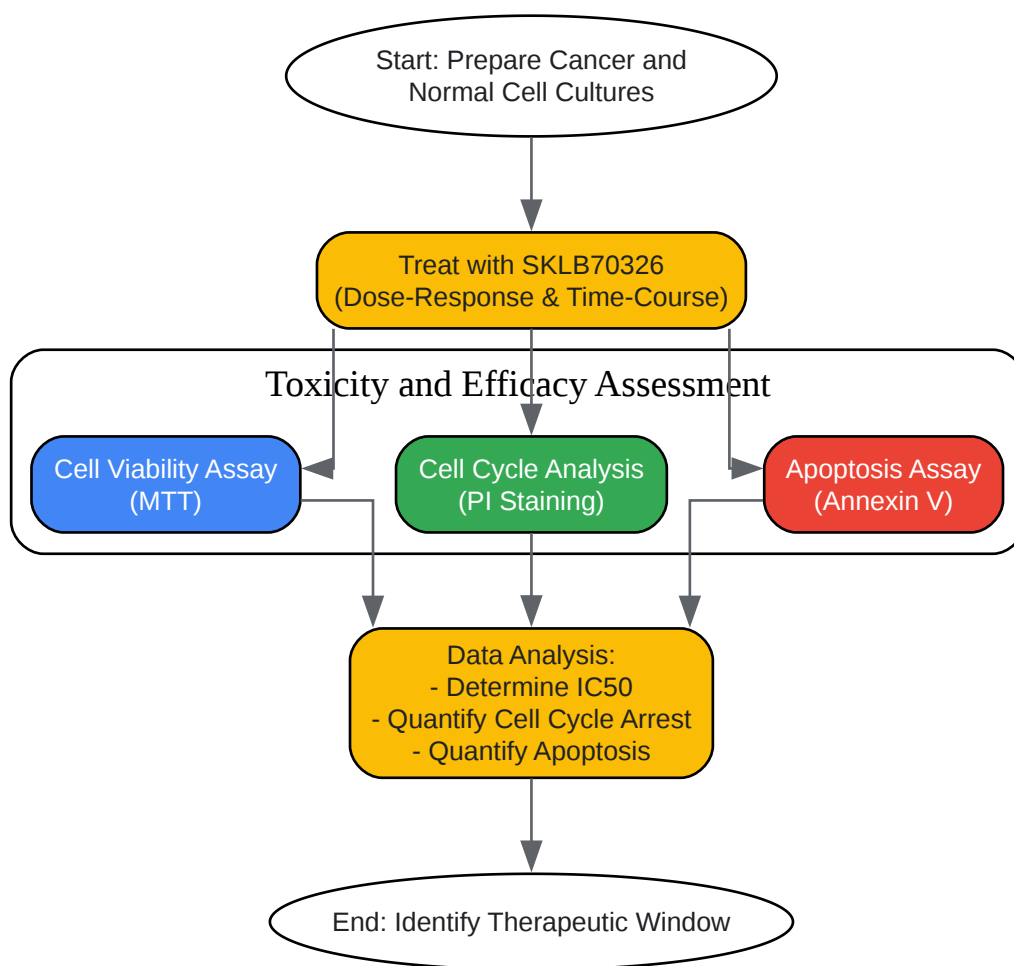 Start: Prepare Cancer and
Normal Cell Cultures
Treat with SKLB70326
(Dose-Response & Time-Course)
Toxicity and Efficacy Assessment
Cell Viability Assay
(MTT)
Cell Cycle Analysis
(PI Staining)
Apoptosis Assay
(Annexin V)
Data Analysis:
- Determine IC50
- Quantify Cell Cycle Arrest
- Quantify Apoptosis
End: Identify Therapeutic Window